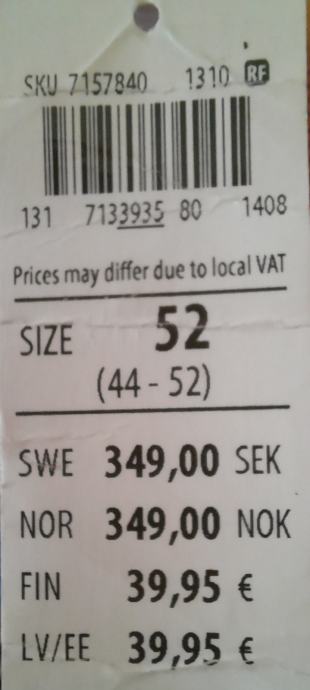 SKU 7157840 1310 RF
131 7133935 80 1408
Prices may differ due to local VAT
SIZE 52
(44 - 52)
SWE 349,00 SEK
NOR 349,00 NOK
FIN 39,95 €
LV/EE 39,95 €